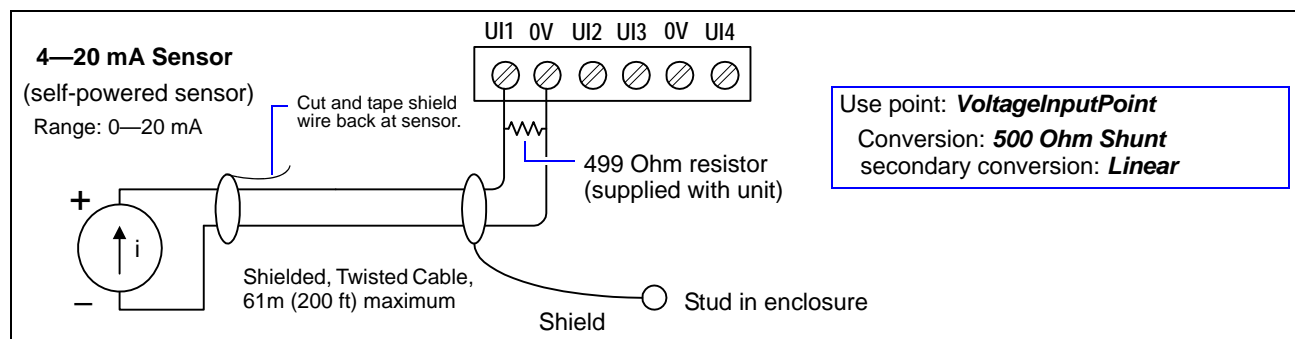 UI1 0V UI2 UI3 0V UI4
4—20 mA Sensor
(self-powered sensor)
Range: 0—20 mA
Cut and tape shield
wire back at sensor.
499 Ohm resistor
(supplied with unit)
Use point: VoltageInputPoint
Conversion: 500 Ohm Shunt
secondary conversion: Linear
+
i
–
Shielded, Twisted Cable,
61m (200 ft) maximum
Shield
Stud in enclosure